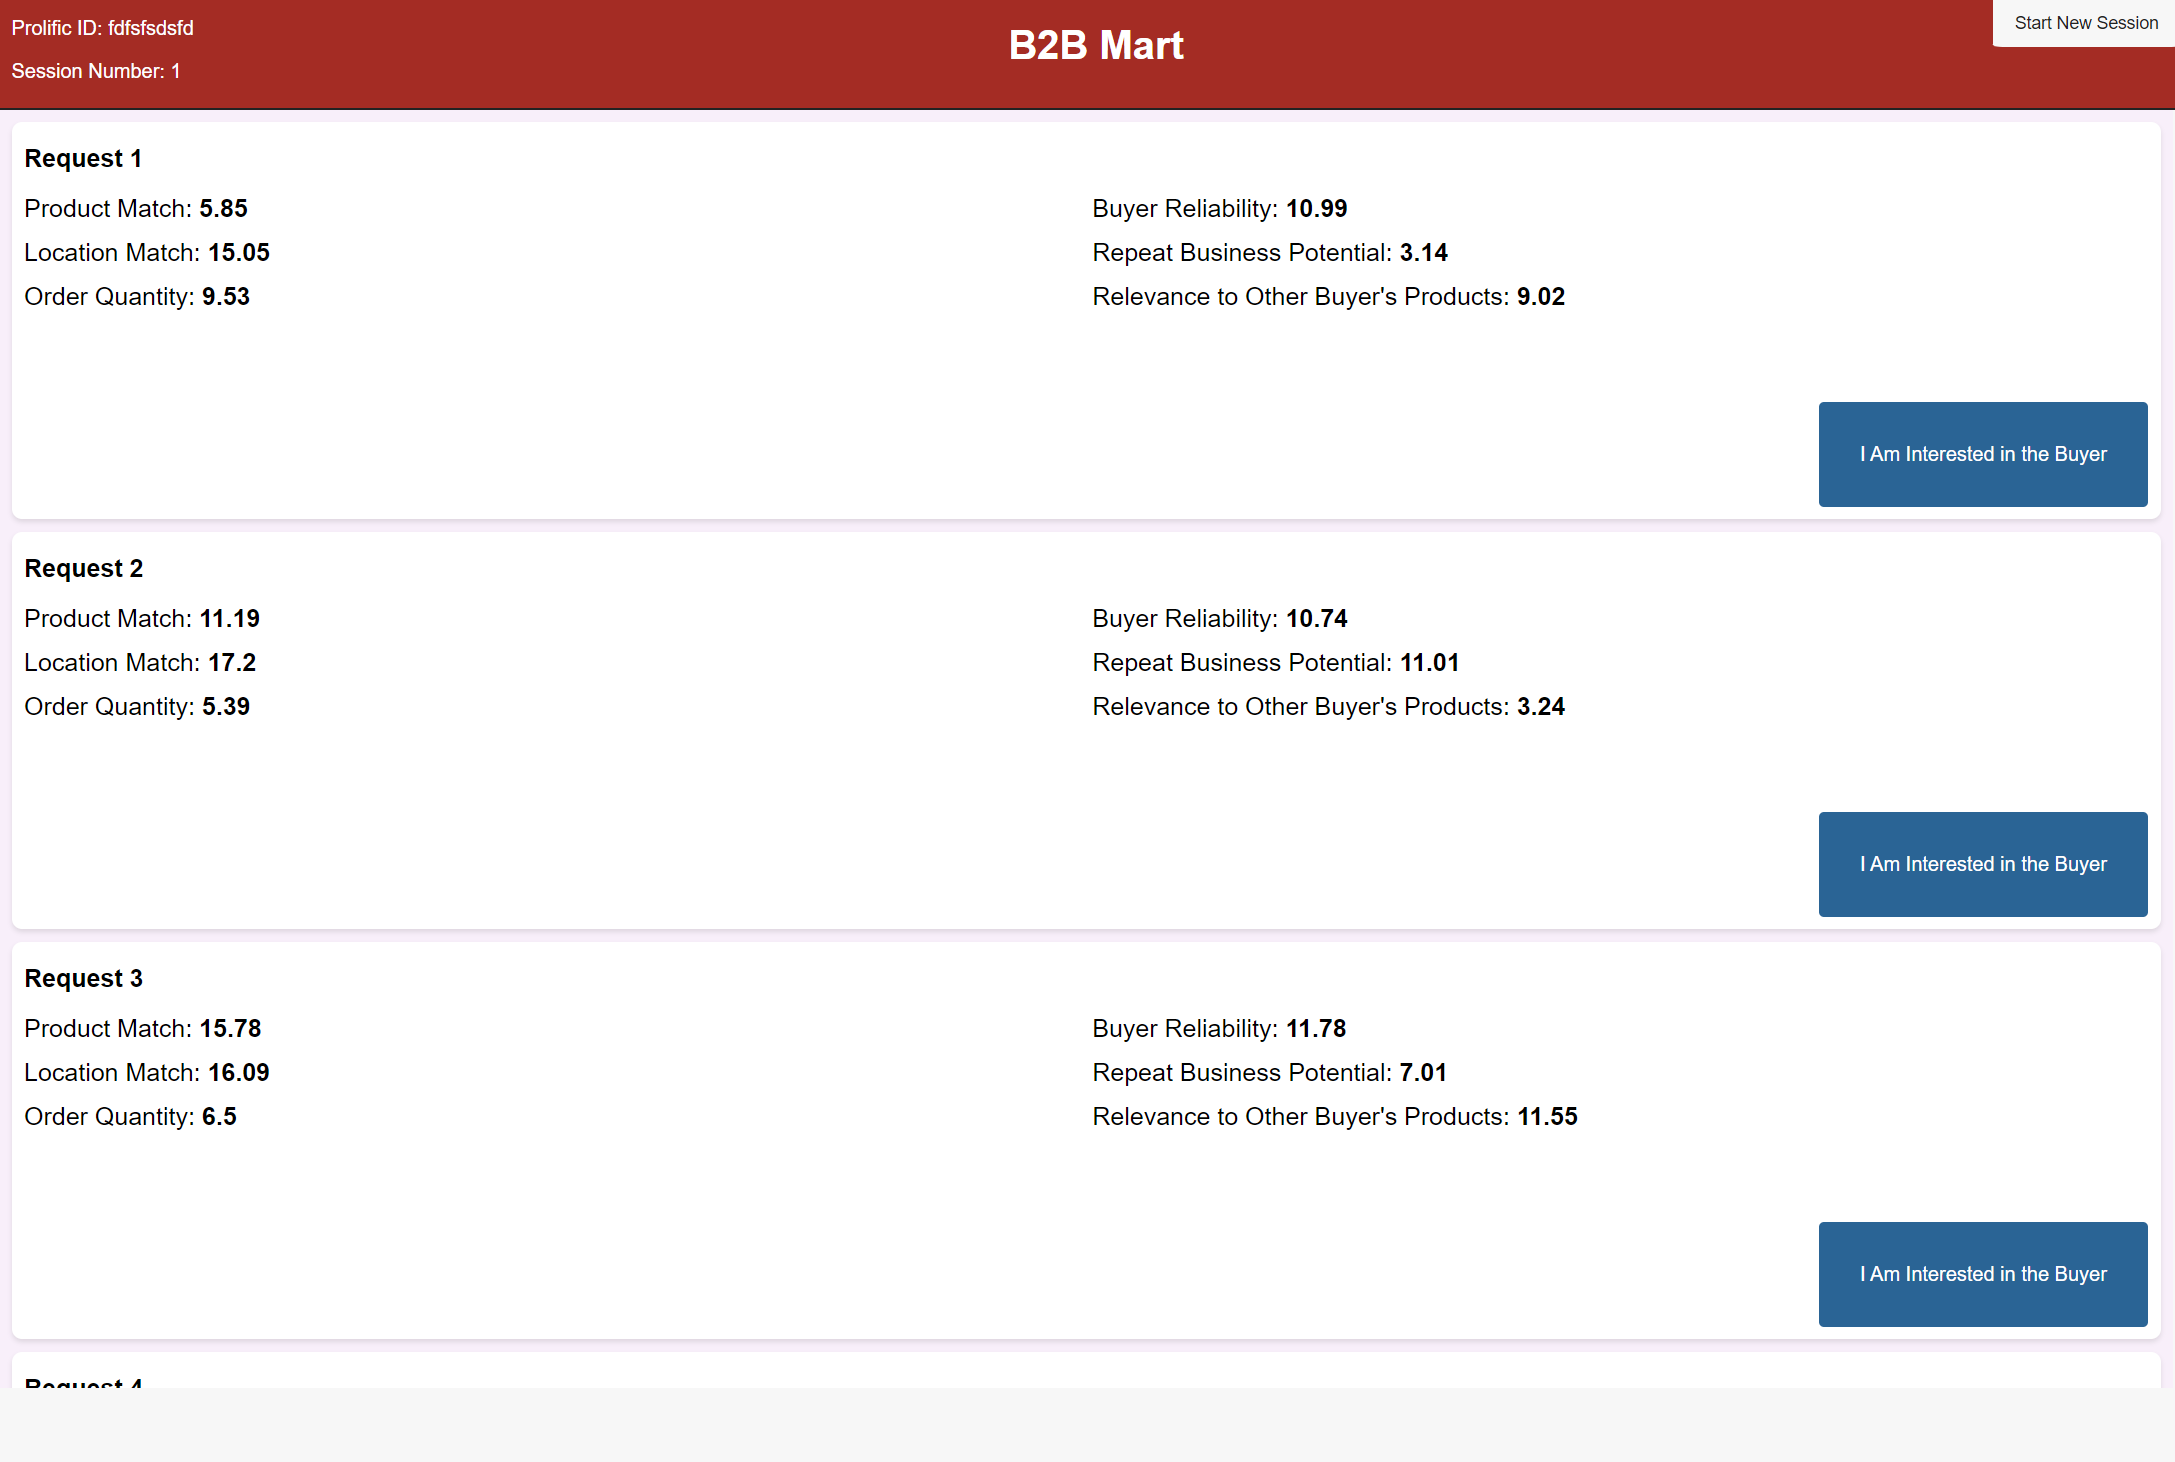 Prolific ID: fdfsfsdsfd
B2B Mart
Start New Session
Session Number: 1
Request 1
Product Match: 5.85
Location Match: 15.05
Order Quantity: 9.53
Buyer Reliability: 10.99
Repeat Business Potential: 3.14
Relevance to Other Buyer's Products: 9.02
I Am Interested in the Buyer
Request 2
Product Match: 11.19
Location Match: 17.2
Order Quantity: 5.39
Buyer Reliability: 10.74
Repeat Business Potential: 11.01
Relevance to Other Buyer's Products: 3.24
I Am Interested in the Buyer
Request 3
Product Match: 15.78
Location Match: 16.09
Order Quantity: 6.5
Buyer Reliability: 11.78
Repeat Business Potential: 7.01
Relevance to Other Buyer's Products: 11.55
I Am Interested in the Buyer
Request 4